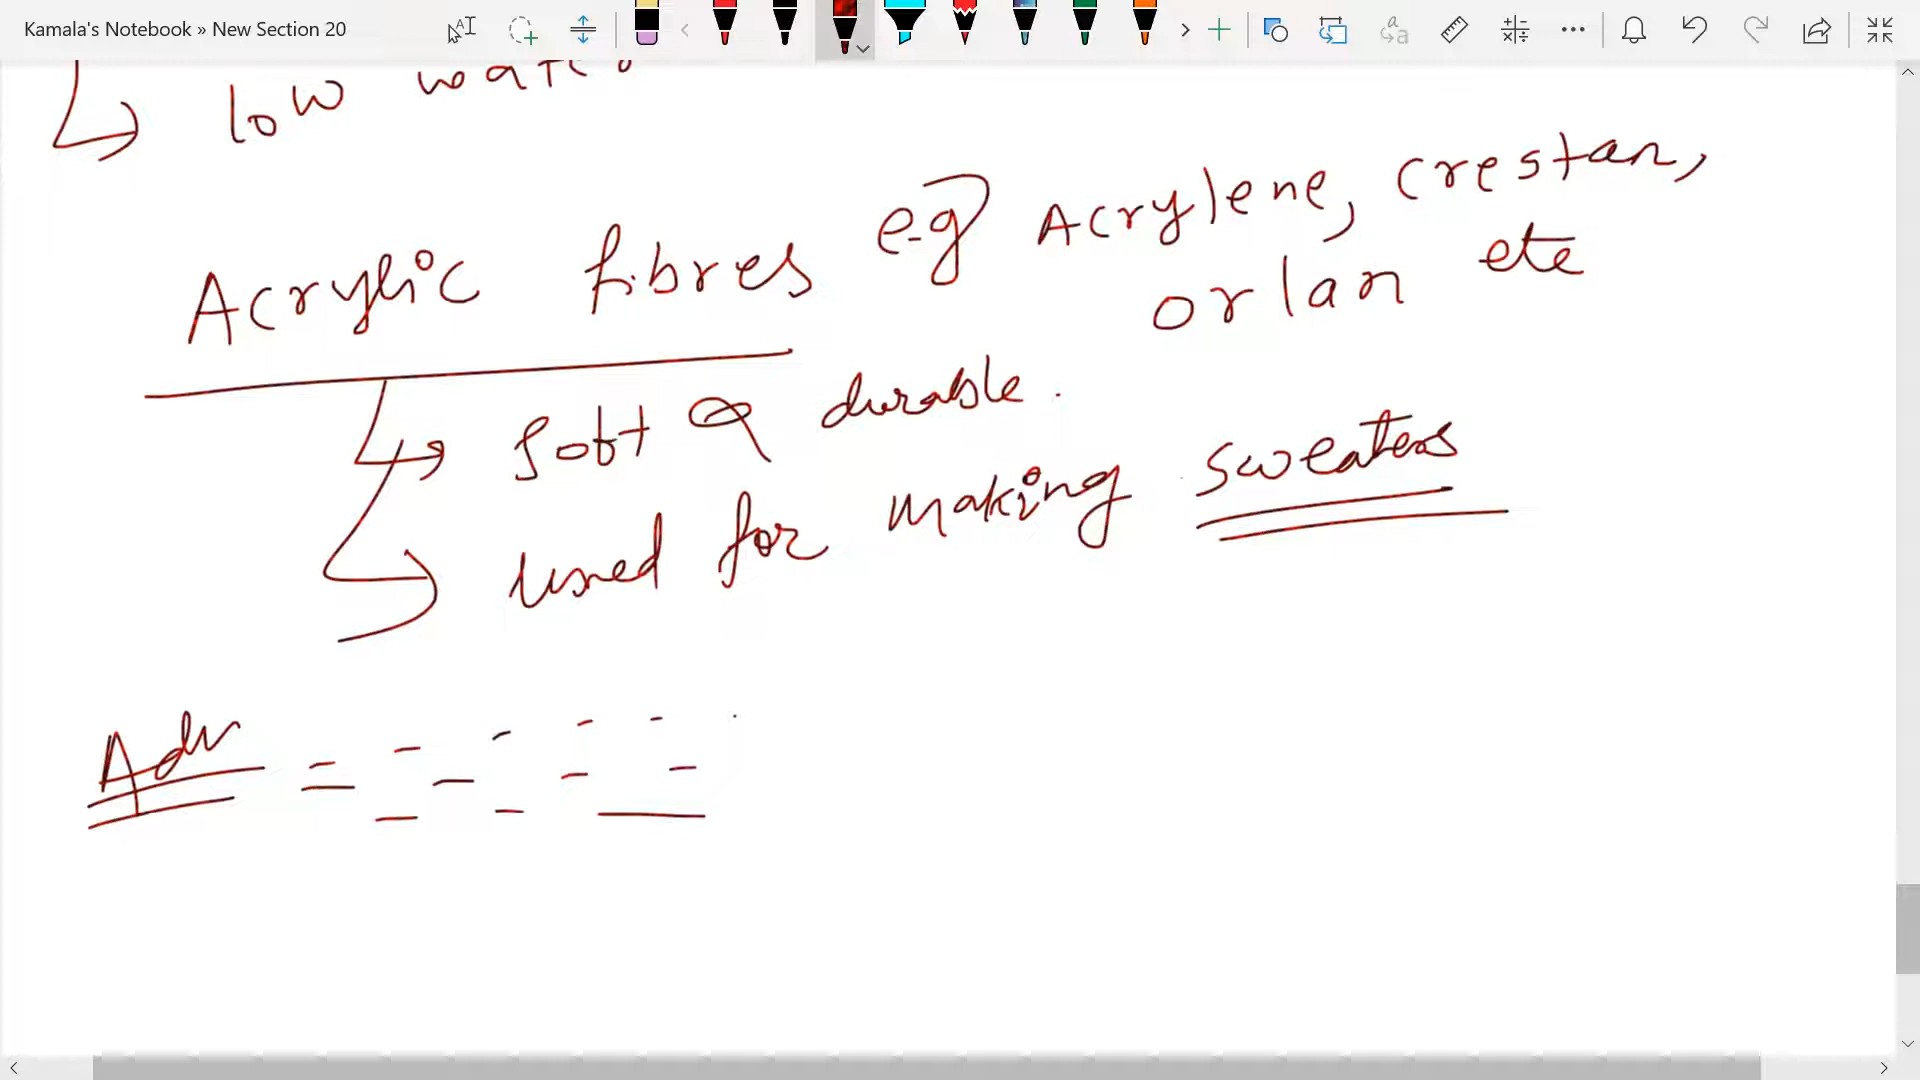 Kamala's Notebook » New Section 20
low
Acrylic fibres e.g Acrylene, crestan,
orlan etc
soft & durable.
used for making sweaters
Adv